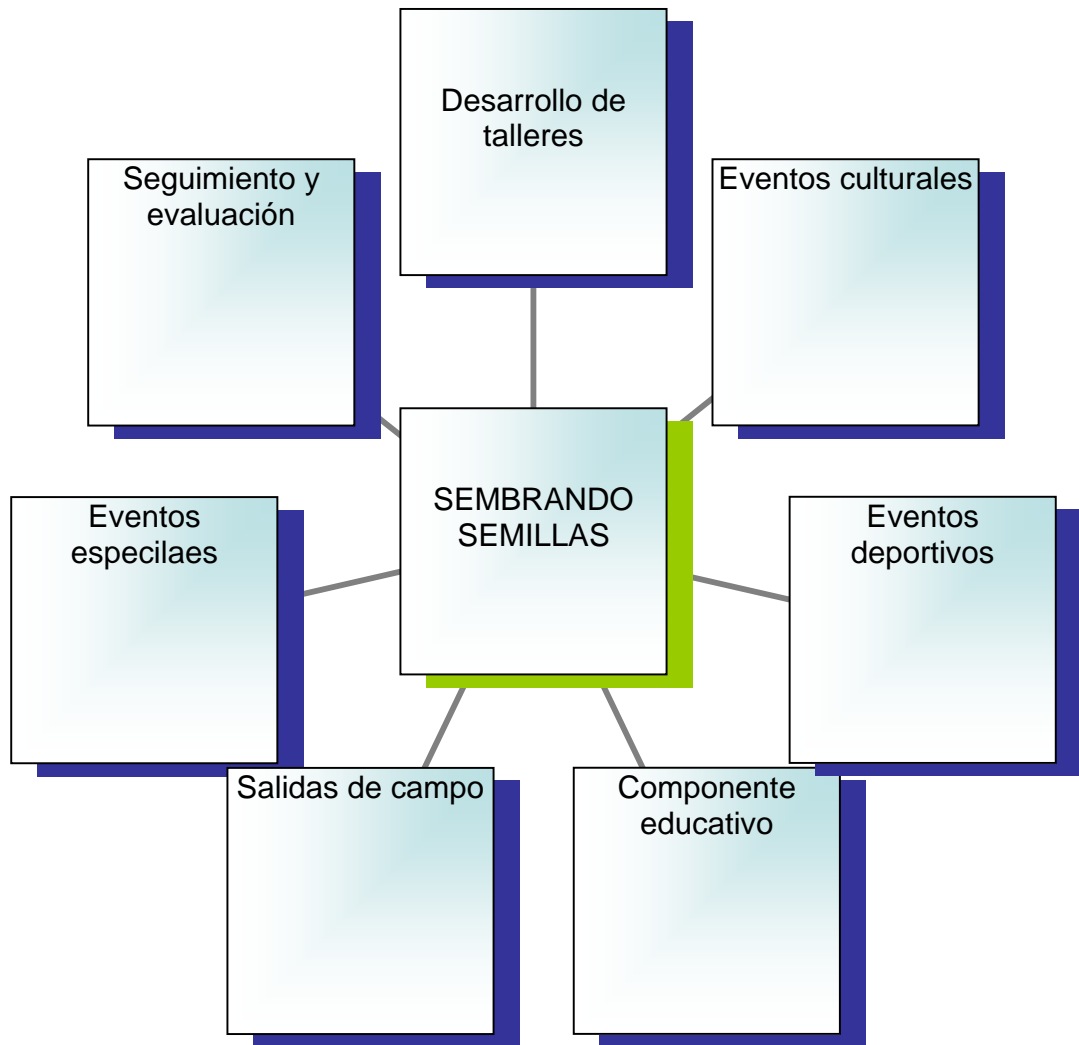 Desarrollo de
talleres
Seguimiento y
evaluación
Eventos culturales
SEMBRANDO
SEMILLAS
Eventos
especilaes
Eventos
deportivos
Salidas de campo
Componente
educativo